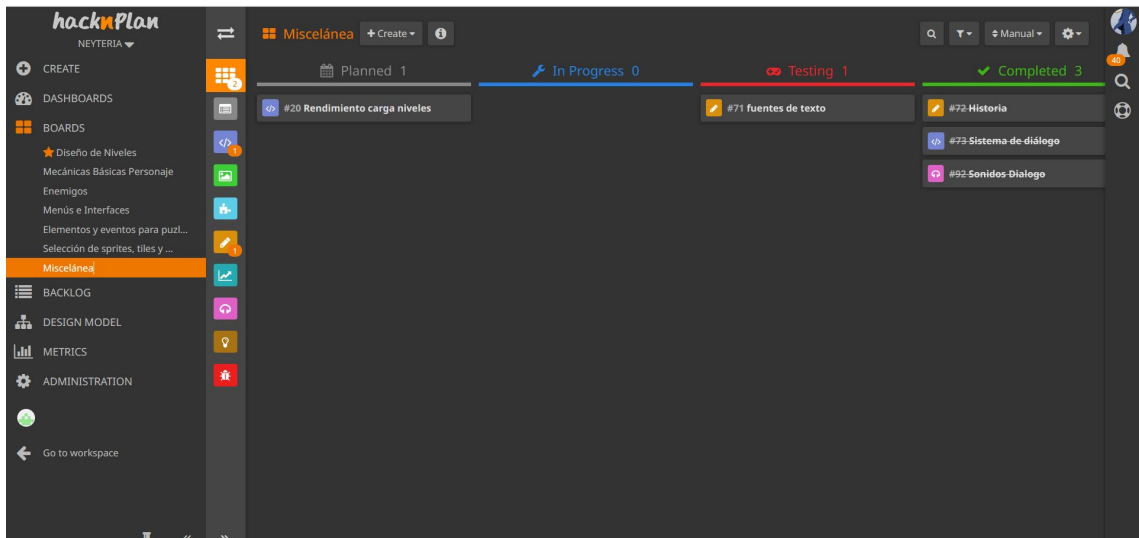 hacknPlan
NEYTERIA
CREATE
DASHBOARDS
BOARDS
Diseño de Niveles
Mecánicas Básicas Personaje
Enemigos
Menús e Interfaces
Elementos y eventos para puzl...
Selección de sprites, tiles y ...
Miscelánea
BACKLOG
DESIGN MODEL
METRICS
ADMINISTRATION
Go to workspace
2
1
1
Miscelánea
+ Create
Manual
40
Planned 1
#20 Rendimiento carga niveles
In Progress 0
Testing 1
#71 fuentes de texto
Completed 3
#72 Historia
#73 Sistema de diálogo
#92 Sonidos Dialogo